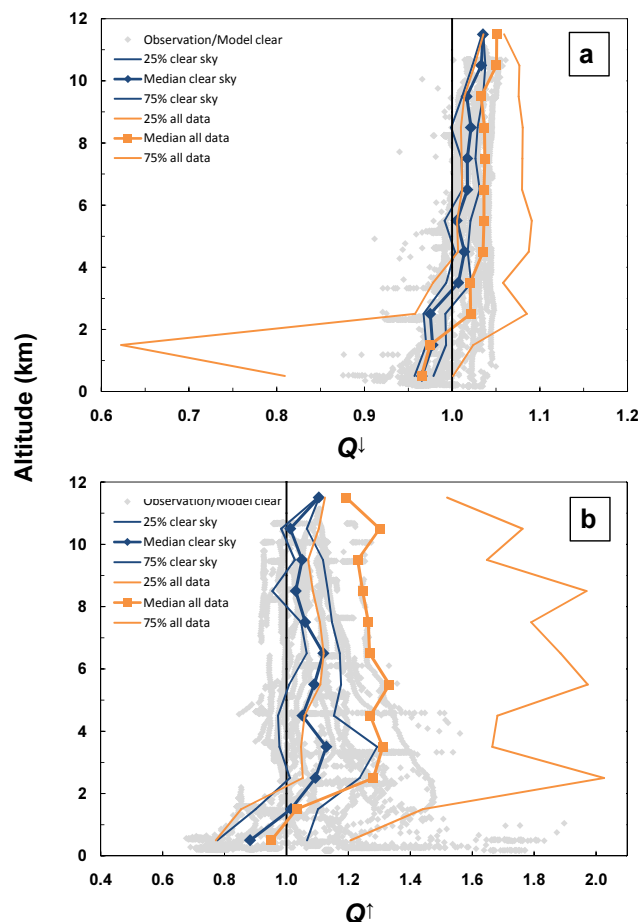 12
10
8
6
4
2
0
Observation/Model clear
25% clear sky
Median clear sky
75% clear sky
25% all data
Median all data
75% all data
a
0.6 0.7 0.8 0.9 1.0 1.1 1.2
Q↓
Altitude (km)
12
10
8
6
4
2
0
Observation/Model clear
25% clear sky
Median clear sky
75% clear sky
25% all data
Median all data
75% all data
b
0.4 0.6 0.8 1.0 1.2 1.4 1.6 1.8 2.0
Q↑